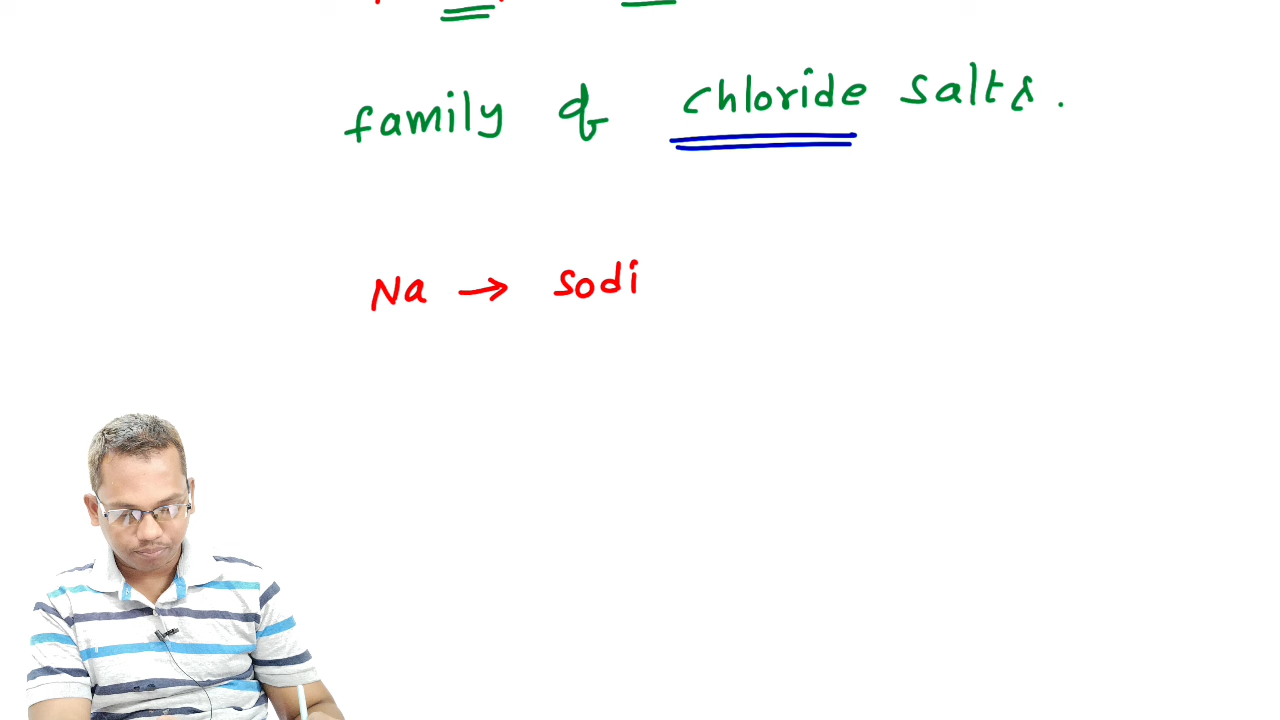 family of chloride salts.
Na → sodi